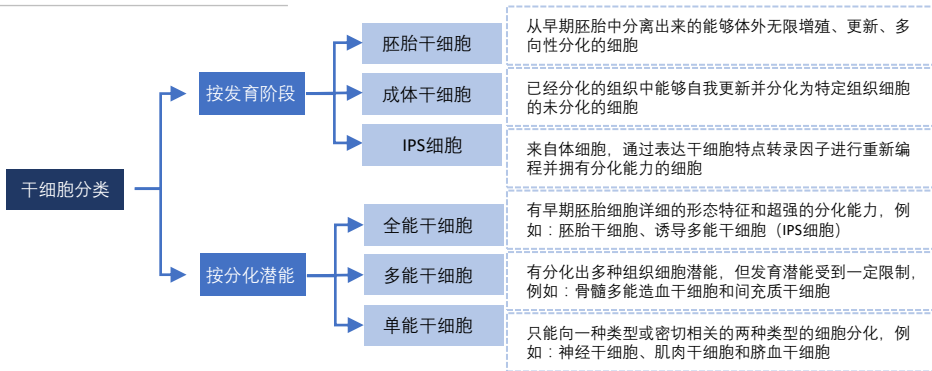 干细胞分类
按发育阶段
胚胎干细胞
从早期胚胎中分离出来的能够体外无限增殖、更新、多
向性分化的细胞
成体干细胞
已经分化的组织中能够自我更新并分化为特定组织细胞
的未分化的细胞
IPS细胞
来自体细胞，通过表达干细胞特点转录因子进行重新编
程并拥有分化能力的细胞
按分化潜能
全能干细胞
有早期胚胎细胞详细的形态特征和超强的分化能力，例
如：胚胎干细胞、诱导多能干细胞（IPS细胞）
多能干细胞
有分化出多种组织细胞潜能，但发育潜能受到一定限制，
例如：骨髓多能造血干细胞和间充质干细胞
单能干细胞
只能向一种类型或密切相关的两种类型的细胞分化，例
如：神经干细胞、肌肉干细胞和脐血干细胞